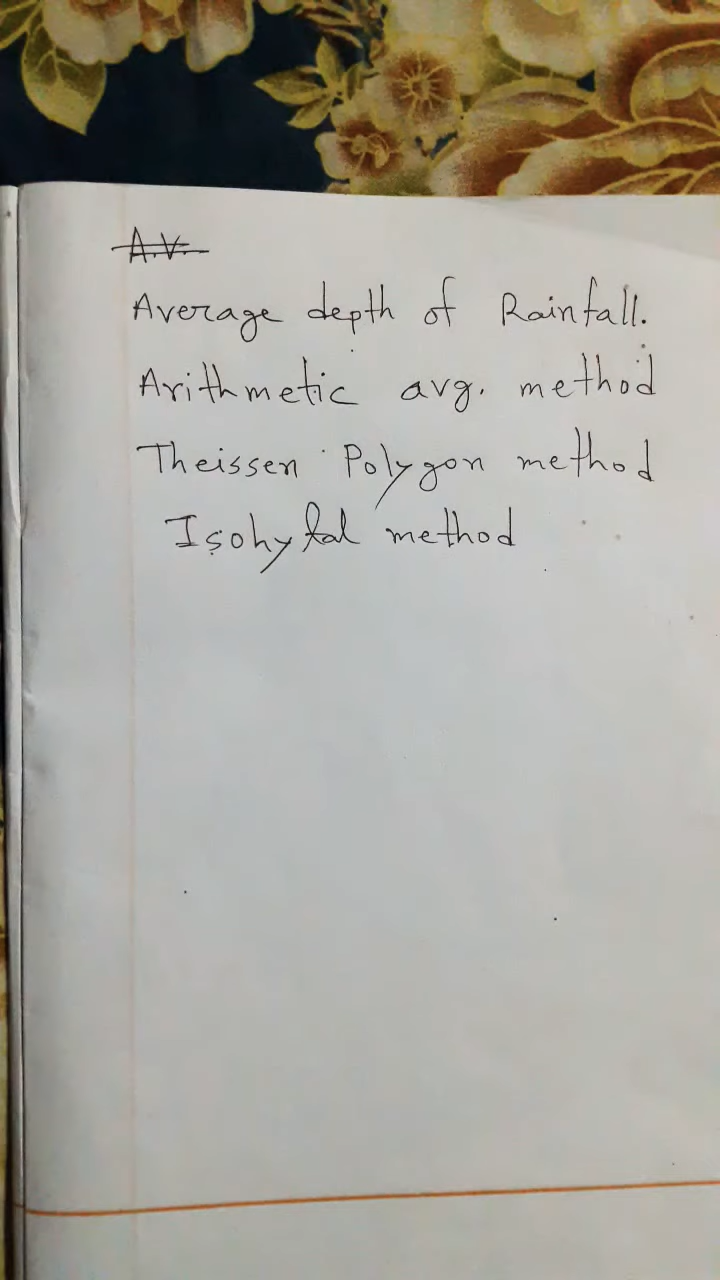 A.V.
Average depth of Rainfall.
Arithmetic avg. method
Theissen Polygon method
Isohytal method